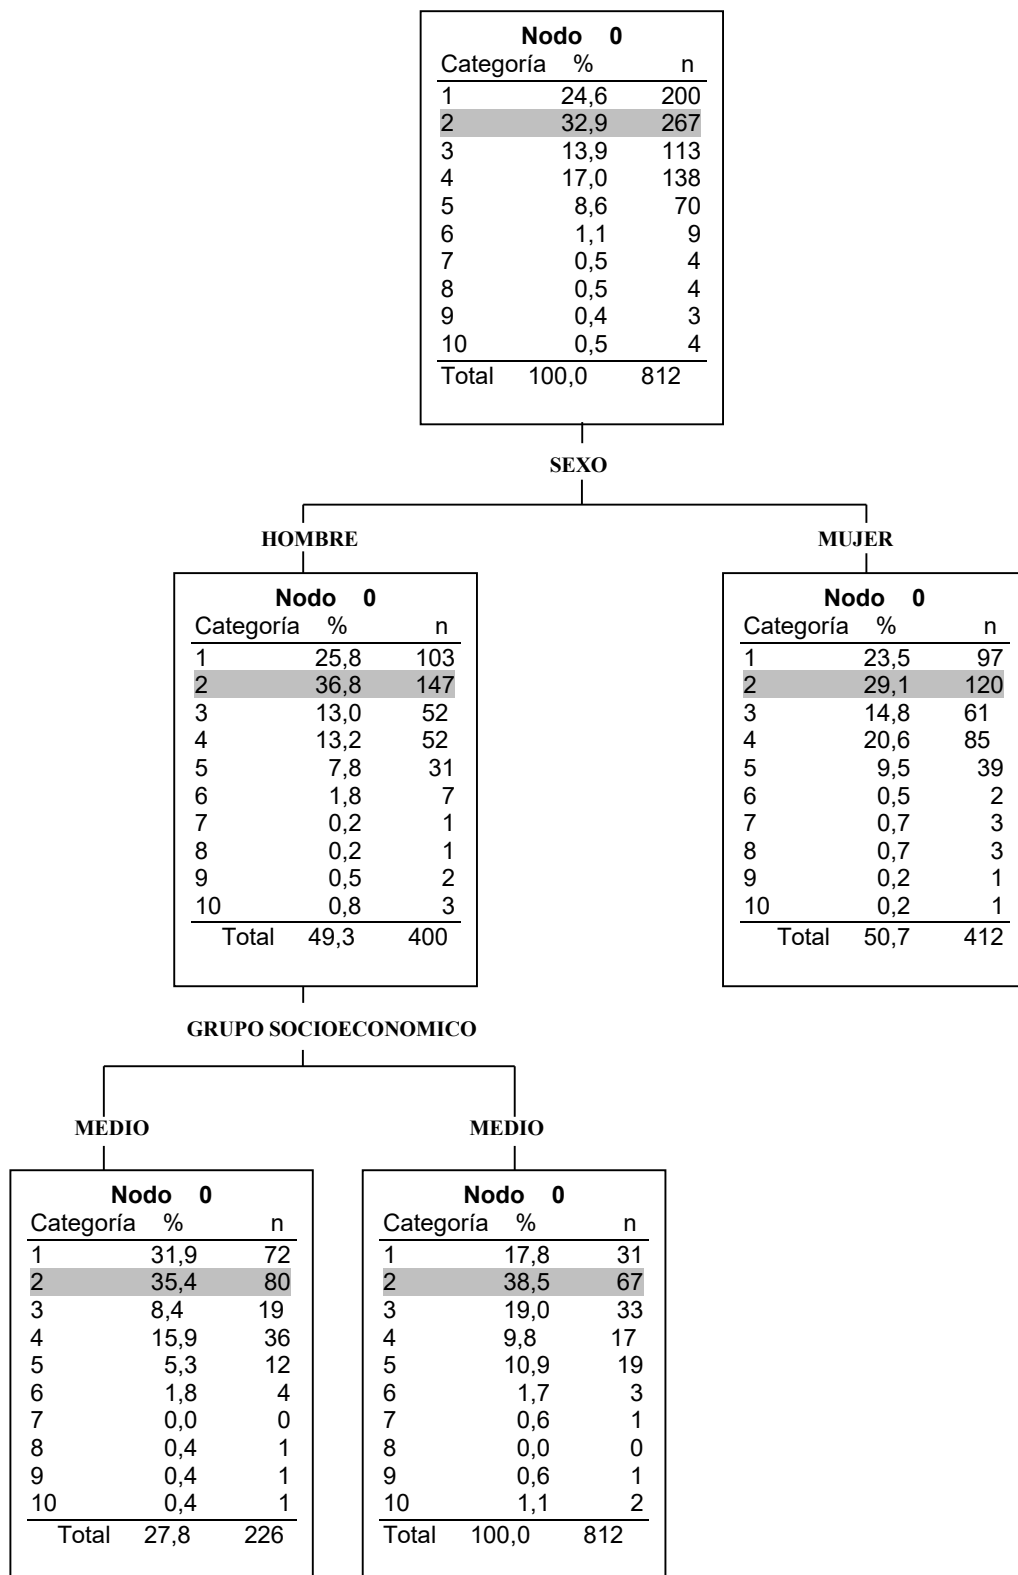 Nodo 0
Categoría % n
1 24,6 200
2 32,9 267
3 13,9 113
4 17,0 138
5 8,6 70
6 1,1 9
7 0,5 4
8 0,5 4
9 0,4 3
10 0,5 4
Total 100,0 812
SEXO
HOMBRE
Nodo 0
Categoría % n
1 25,8 103
2 36,8 147
3 13,0 52
4 13,2 52
5 7,8 31
6 1,8 7
7 0,2 1
8 0,2 1
9 0,5 2
10 0,8 3
Total 49,3 400
MUJER
Nodo 0
Categoría % n
1 23,5 97
2 29,1 120
3 14,8 61
4 20,6 85
5 9,5 39
6 0,5 2
7 0,7 3
8 0,7 3
9 0,2 1
10 0,2 1
Total 50,7 412
GRUPO SOCIOECONOMICO
MEDIO
Nodo 0
Categoría % n
1 31,9 72
2 35,4 80
3 8,4 19
4 15,9 36
5 5,3 12
6 1,8 4
7 0,0 0
8 0,4 1
9 0,4 1
10 0,4 1
Total 27,8 226
MEDIO
Nodo 0
Categoría % n
1 17,8 31
2 38,5 67
3 19,0 33
4 9,8 17
5 10,9 19
6 1,7 3
7 0,6 1
8 0,0 0
9 0,6 1
10 1,1 2
Total 100,0 812